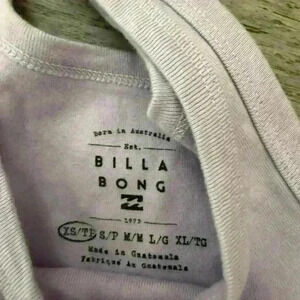 Born in Australia
Est.
BILLA
BONG
1973
XS/TP S/P M/M L/G XL/TG
Made in Guatemala
Fabriqué Au Guatemala